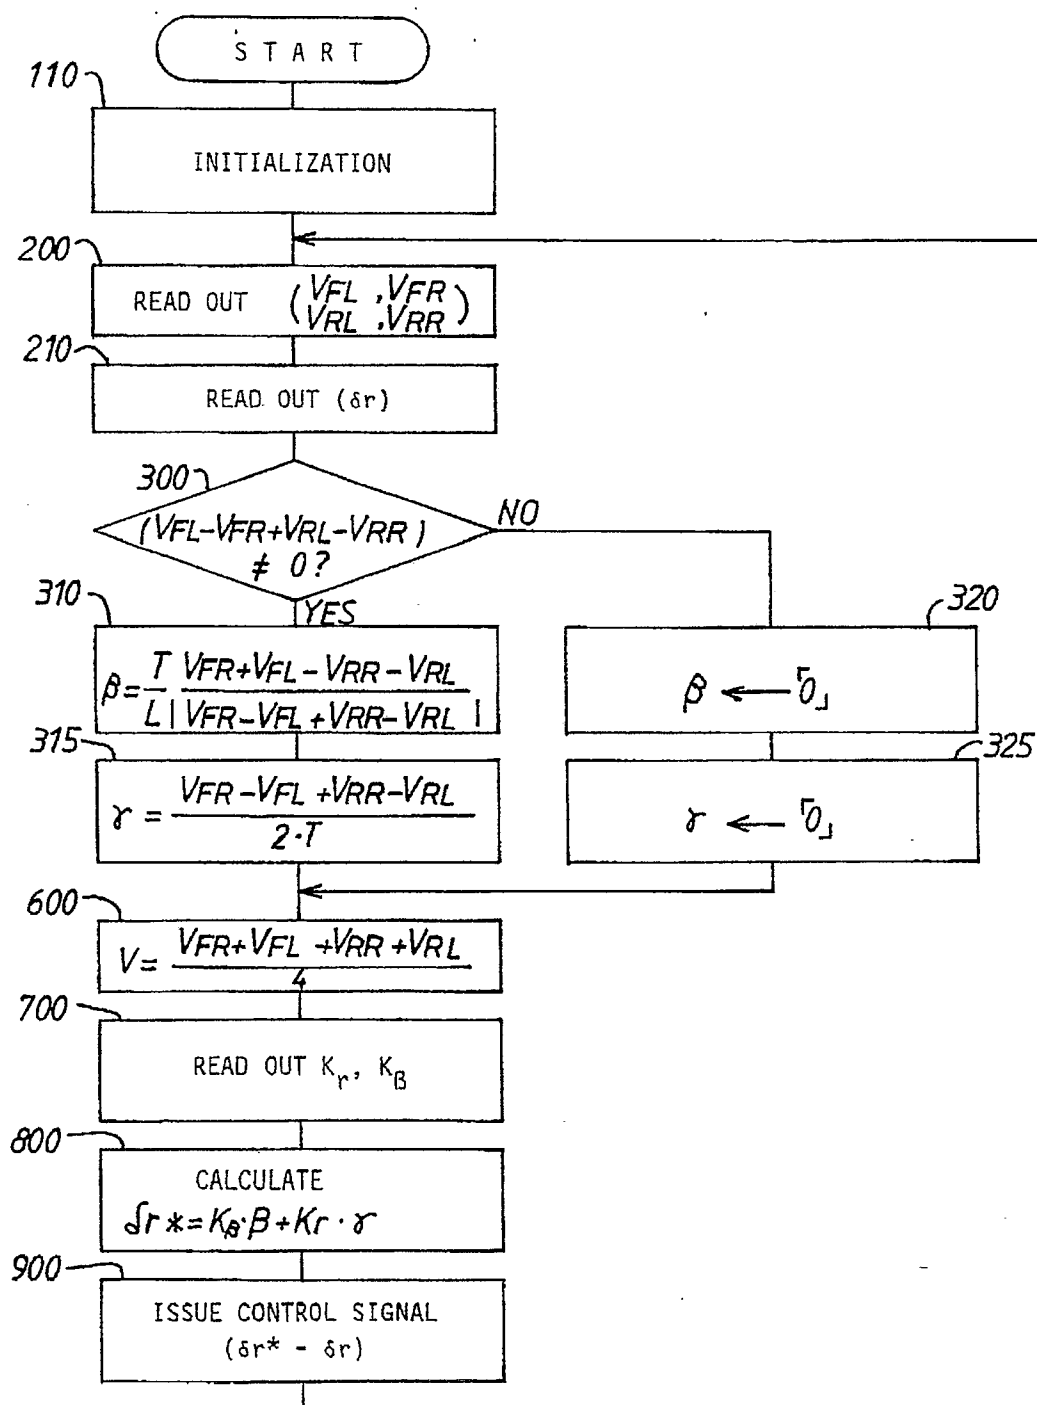 START
110
INITIALIZATION
200
READ OUT (VFL, VFR
VRL, VRR)
210
READ OUT (δr)
300
(VFL-VFR+VRL-VRR)
≠ 0?
NO
YES
310
β = T/L (VFR+VFL-VRR-VRL)/|VFR-VFL+VRR-VRL|
320
β ← 「0」
315
γ = (VFR-VFL+VRR-VRL)/2·T
325
γ ← 「0」
600
V = (VFR+VFL+VRR+VRL)/4
700
READ OUT Kr, Kβ
800
CALCULATE
δr* = Kβ·β+Kr·γ
900
ISSUE CONTROL SIGNAL
(δr* - δr)